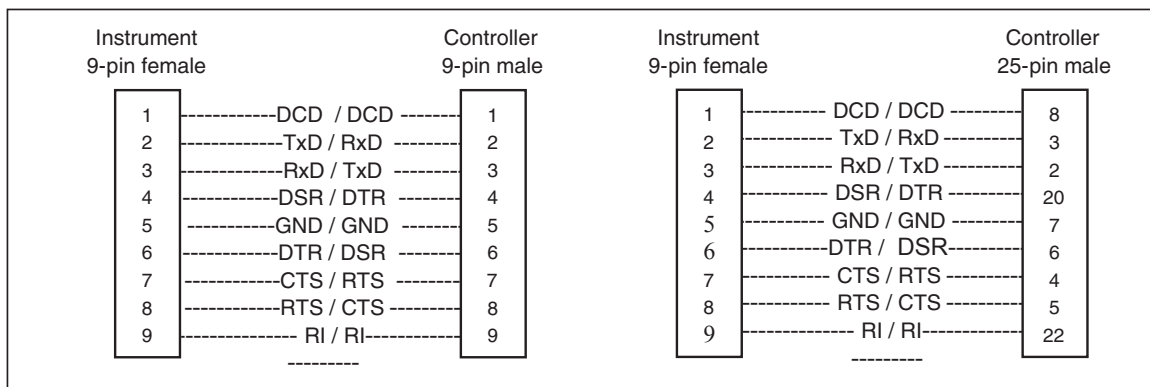 Instrument
9-pin female
Controller
9-pin male
1 DCD / DCD 1
2 TxD / RxD 2
3 RxD / TxD 3
4 DSR / DTR 4
5 GND / GND 5
6 DTR / DSR 6
7 CTS / RTS 7
8 RTS / CTS 8
9 RI / RI 9
Instrument
9-pin female
Controller
25-pin male
1 DCD / DCD 8
2 TxD / RxD 3
3 RxD / TxD 2
4 DSR / DTR 20
5 GND / GND 7
6 DTR / DSR 6
7 CTS / RTS 4
8 RTS / CTS 5
9 RI / RI 22